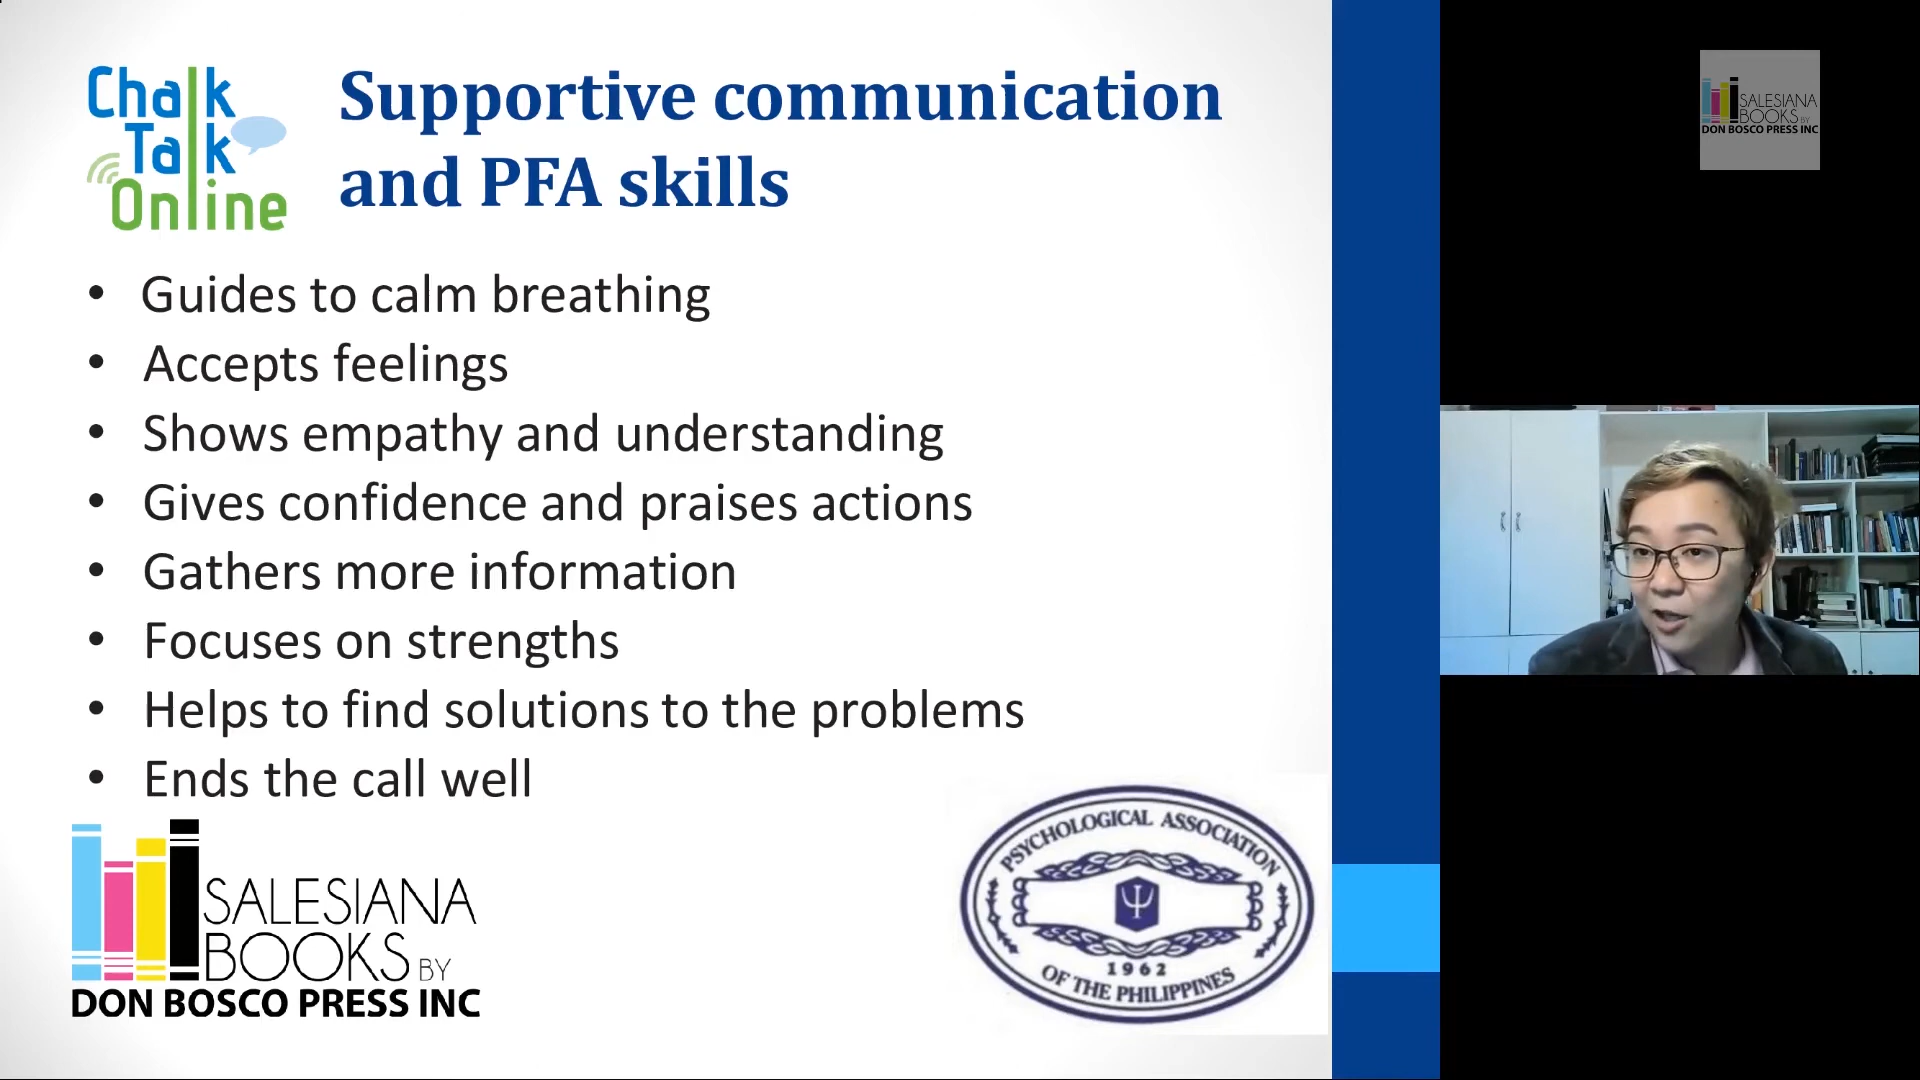 Chalk
Talk
Online
Supportive communication
and PFA skills
• Guides to calm breathing
• Accepts feelings
• Shows empathy and understanding
• Gives confidence and praises actions
• Gathers more information
• Focuses on strengths
• Helps to find solutions to the problems
• Ends the call well
SALESIANA
BOOKS BY
DON BOSCO PRESS INC
PSYCHOLOGICAL ASSOCIATION
Ψ
1962
OF THE PHILIPPINES
SALESIANA
BOOKS BY
DON BOSCO PRESS INC